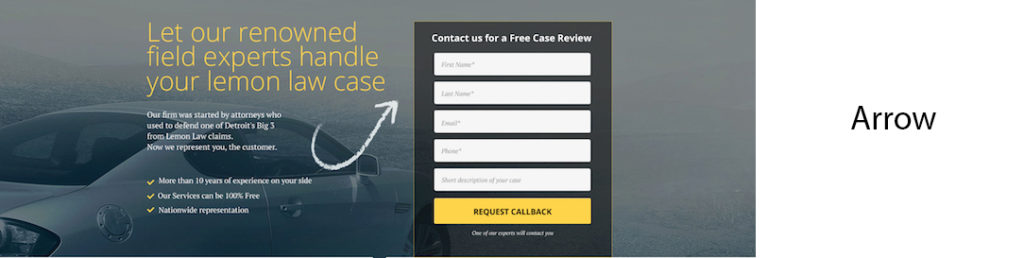 Let our renowned
field experts handle
your lemon law case
Our firm was started by attorneys who
used to defend one of Detroit's Big 3
from Lemon Law claims.
Now we represent you, the customer.
More than 10 years of experience on your side
Our Services can be 100% Free
Nationwide representation
Contact us for a Free Case Review
First Name*
Last Name*
Email*
Phone*
Short description of your case
REQUEST CALLBACK
One of our experts will contact you
Arrow